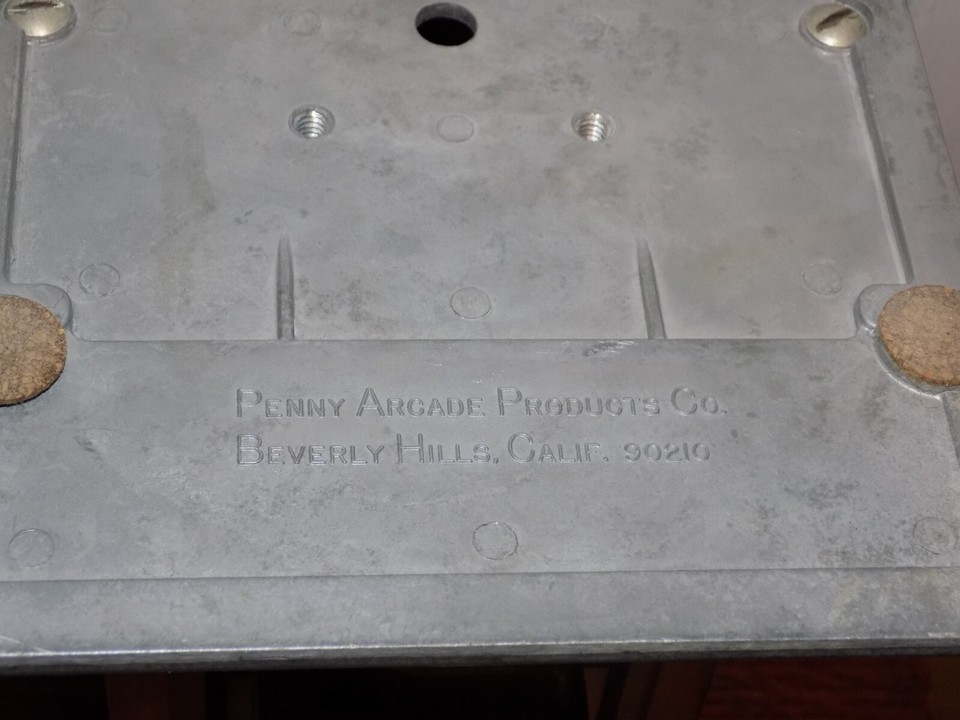 PENNY ARCADE PRODUCTS CO.
BEVERLY HILLS, CALIF. 90210